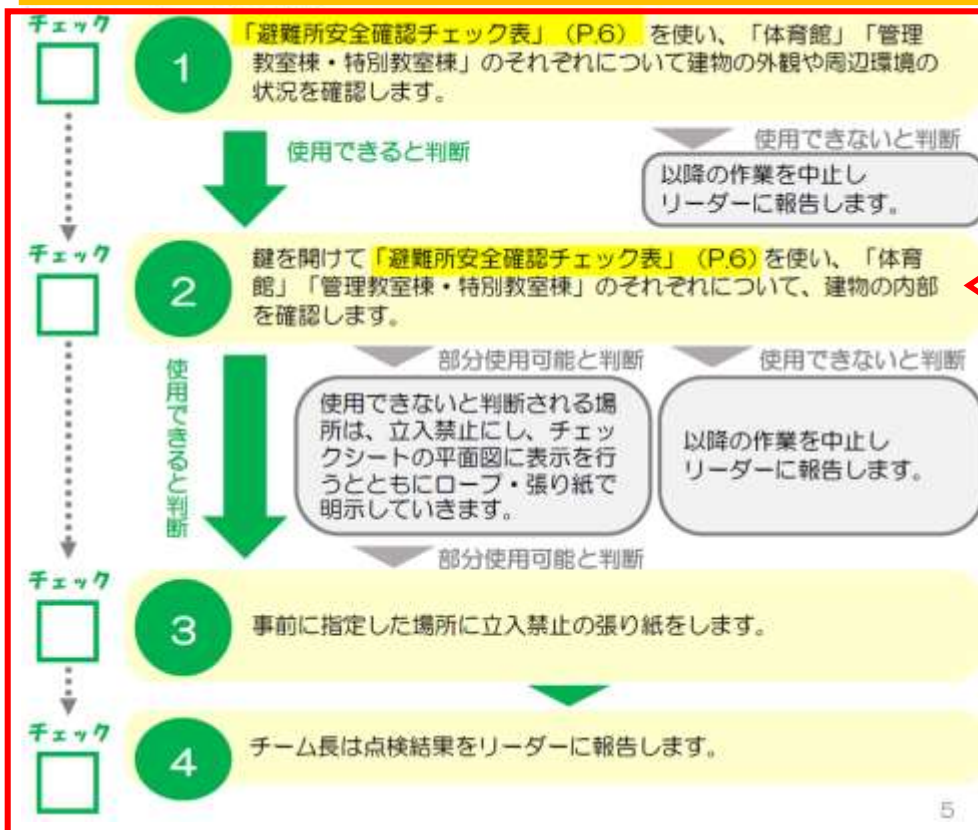 チェック
1
「避難所安全確認チェック表」（P.6）を使い、「体育館」「管理
教室棟・特別教室棟」のそれぞれについて建物の外観や周辺環境の
状況を確認します。
使用できると判断
使用できないと判断
以降の作業を中止し
リーダーに報告します。
チェック
2
鍵を開けて「避難所安全確認チェック表」（P.6）を使い、「体育
館」「管理教室棟・特別教室棟」のそれぞれについて、建物の内部
を確認します。
使用できると判断
部分使用可能と判断
使用できないと判断される場
所は、立入禁止にし、チェッ
クシートの平面図に表示を行
うとともにロープ・張り紙で
明示していきます。
使用できないと判断
以降の作業を中止し
リーダーに報告します。
部分使用可能と判断
チェック
3
事前に指定した場所に立入禁止の張り紙をします。
チェック
4
チーム長は点検結果をリーダーに報告します。
5